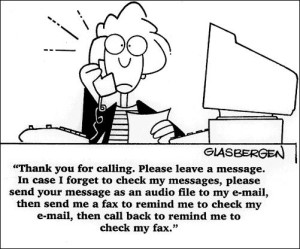 GLASBERGEN
“Thank you for calling. Please leave a message.
In case I forget to check my messages, please
send your message as an audio file to my e-mail,
then send me a fax to remind me to check my
e-mail, then call back to remind me to
check my fax.”